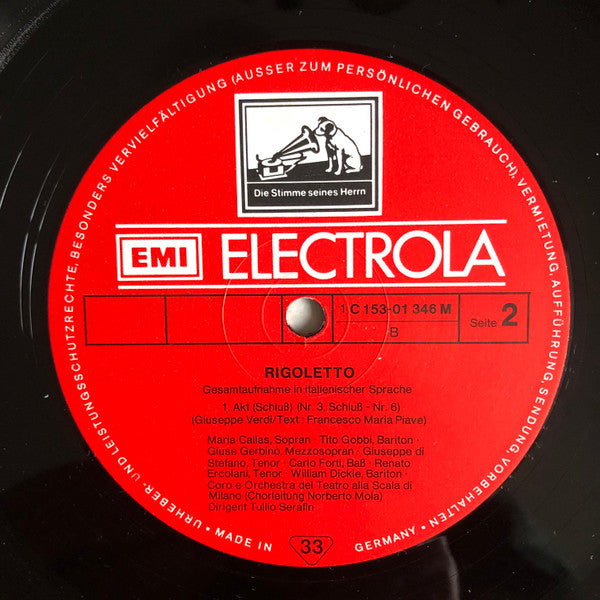 URHEBER- UND LEISTUNGSSCHUTZRECHTE, BESONDERS VERVIELFÄLTIGUNG (AUSSER ZUM PERSÖNLICHEN GEBRAUCH), VERMIETUNG, AUFFÜHRUNG, SENDUNG, VORBEHALTEN
Die Stimme seines Herrn
EMI ELECTROLA
1 C 153-01 346 M
B
Seite 2
RIGOLETTO
Gesamtaufnahme in italienischer Sprache
1. Akt (Schluß) (Nr. 3, Schluß - Nr. 6)
(Giuseppe Verdi/Text : Francesco Maria Piave)
Maria Callas, Sopran · Tito Gobbi, Bariton ·
Giuse Gerbino, Mezzosopran · Giuseppe di
Stefano, Tenor · Carlo Forti, Baß · Renato
Ercolani, Tenor · William Dickie, Bariton ·
Coro e Orchestra del Teatro alla Scala di
Milano (Chorleitung Norberto Mola)
Dirigent Tullio Serafin
· MADE IN
33
GERMANY ·